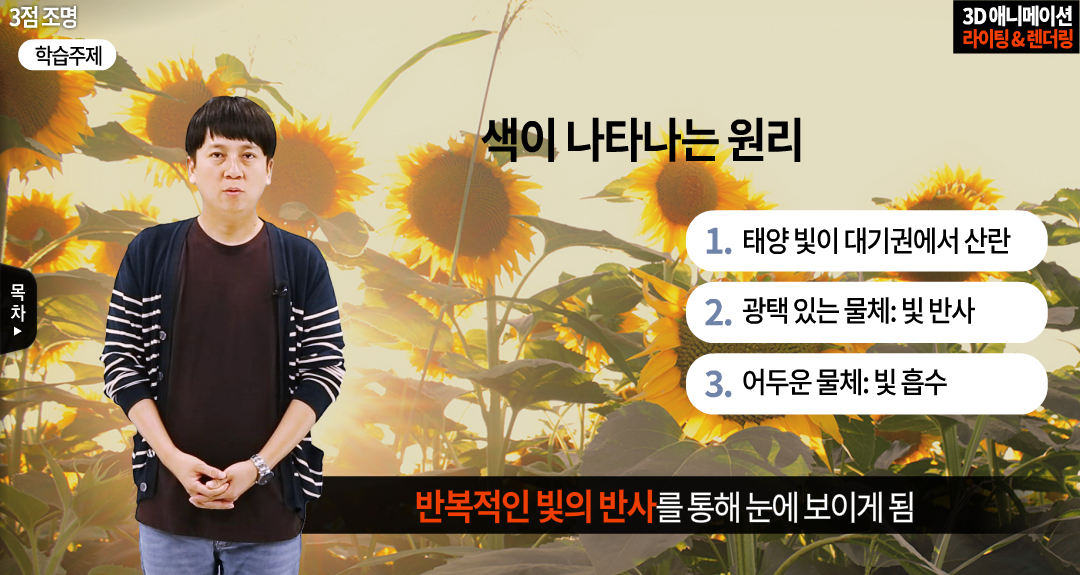 3점 조명
학습주제
3D 애니메이션
라이팅 & 렌더링
색이 나타나는 원리
1. 태양 빛이 대기권에서 산란
2. 광택 있는 물체: 빛 반사
3. 어두운 물체: 빛 흡수
목차▶
반복적인 빛의 반사를 통해 눈에 보이게 됨